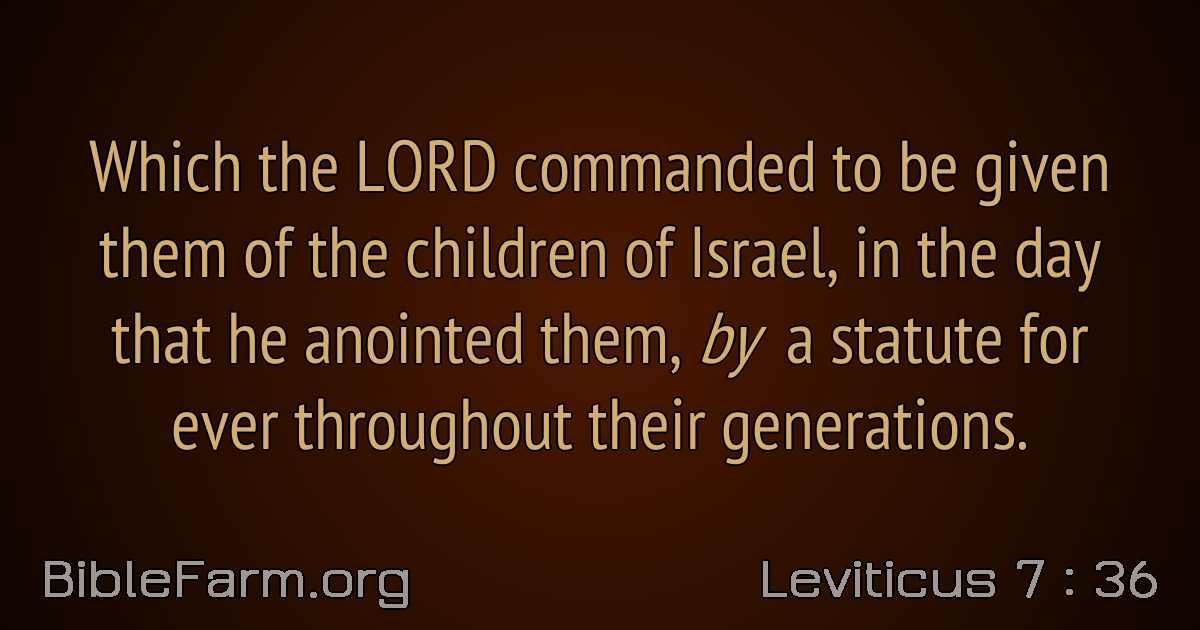 Which the LORD commanded to be given
them of the children of Israel, in the day
that he anointed them, by a statute for
ever throughout their generations.
BibleFarm.org
Leviticus 7 : 36